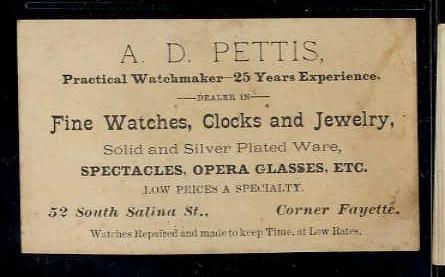 A. D. PETTIS,
Practical Watchmaker—25 Years Experience.
—DEALER IN—
Fine Watches, Clocks and Jewelry,
Solid and Silver Plated Ware,
SPECTACLES, OPERA GLASSES, ETC.
LOW PRICES A SPECIALTY.
52 South Salina St., Corner Fayette.
Watches Repaired and made to keep Time, at Low Rates.